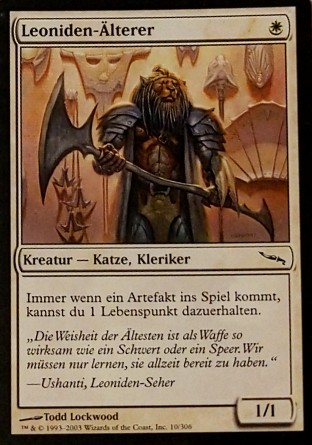 Leoniden-Älterer
Kreatur — Katze, Kleriker
Immer wenn ein Artefakt ins Spiel kommt,
kannst du 1 Lebenspunkt dazuerhalten.
„Die Weisheit der Ältesten ist als Waffe so
wirksam wie ein Schwert oder ein Speer. Wir
müssen nur lernen, sie allzeit bereit zu haben.“
—Ushanti, Leoniden-Seher
Todd Lockwood
1/1
™ & © 1993-2003 Wizards of the Coast, Inc. 10/306